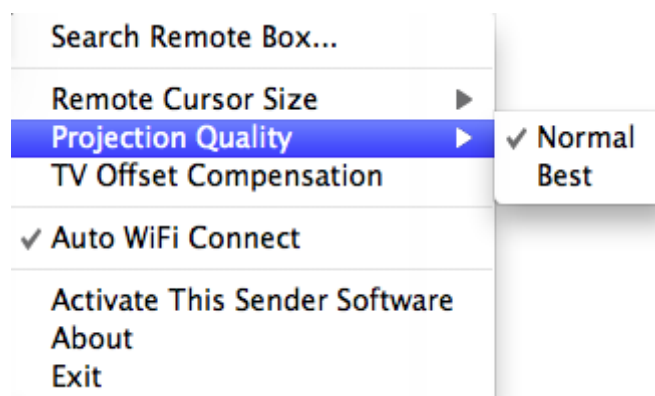 Search Remote Box...
Remote Cursor Size
Projection Quality
TV Offset Compensation
Auto WiFi Connect
Activate This Sender Software
About
Exit
Normal
Best